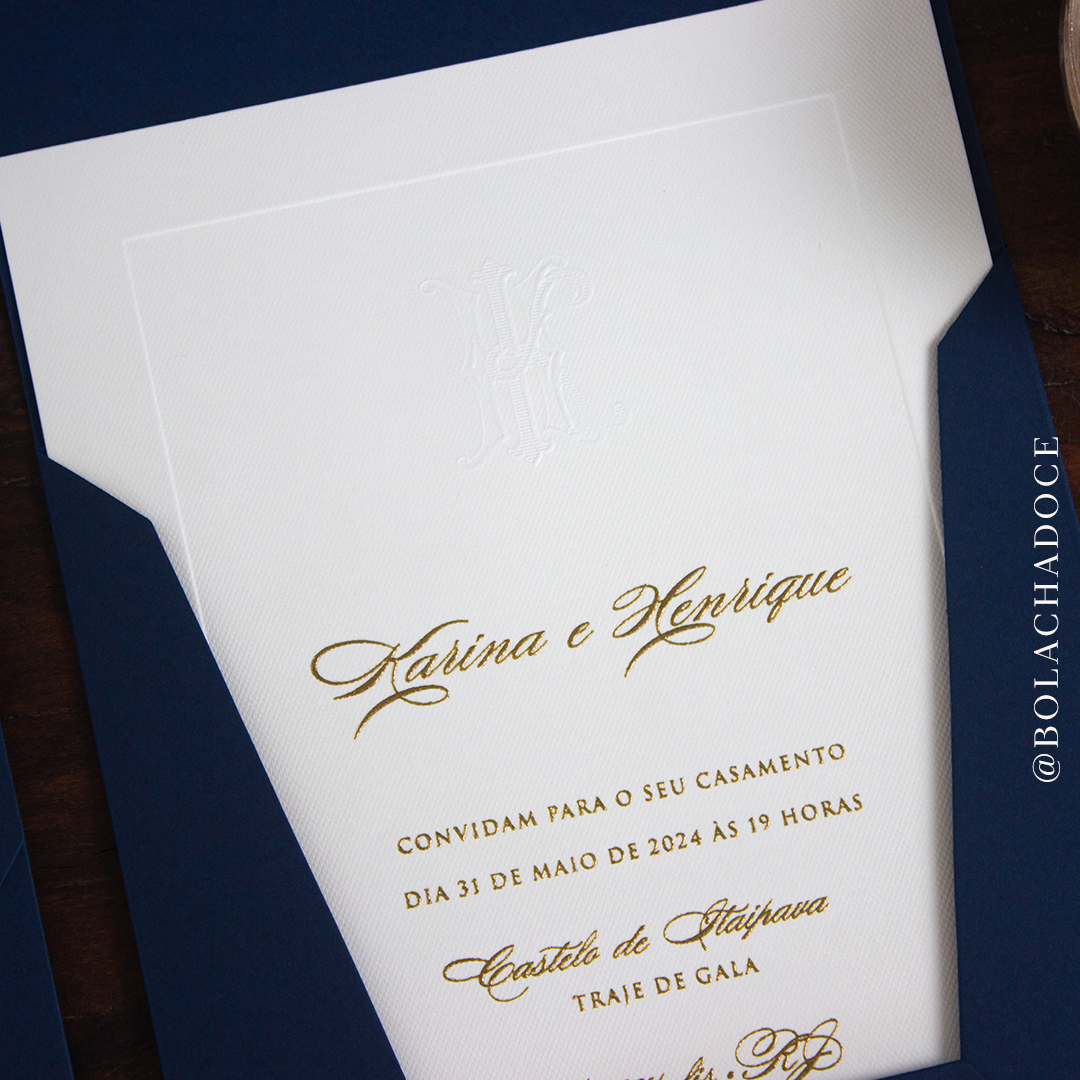 Karina e Henrique
CONVIDAM PARA O SEU CASAMENTO
DIA 31 DE MAIO DE 2024 ÀS 19 HORAS
Castelo de Itaipava
TRAJE DE GALA
RJ
@BOLACHADOCE